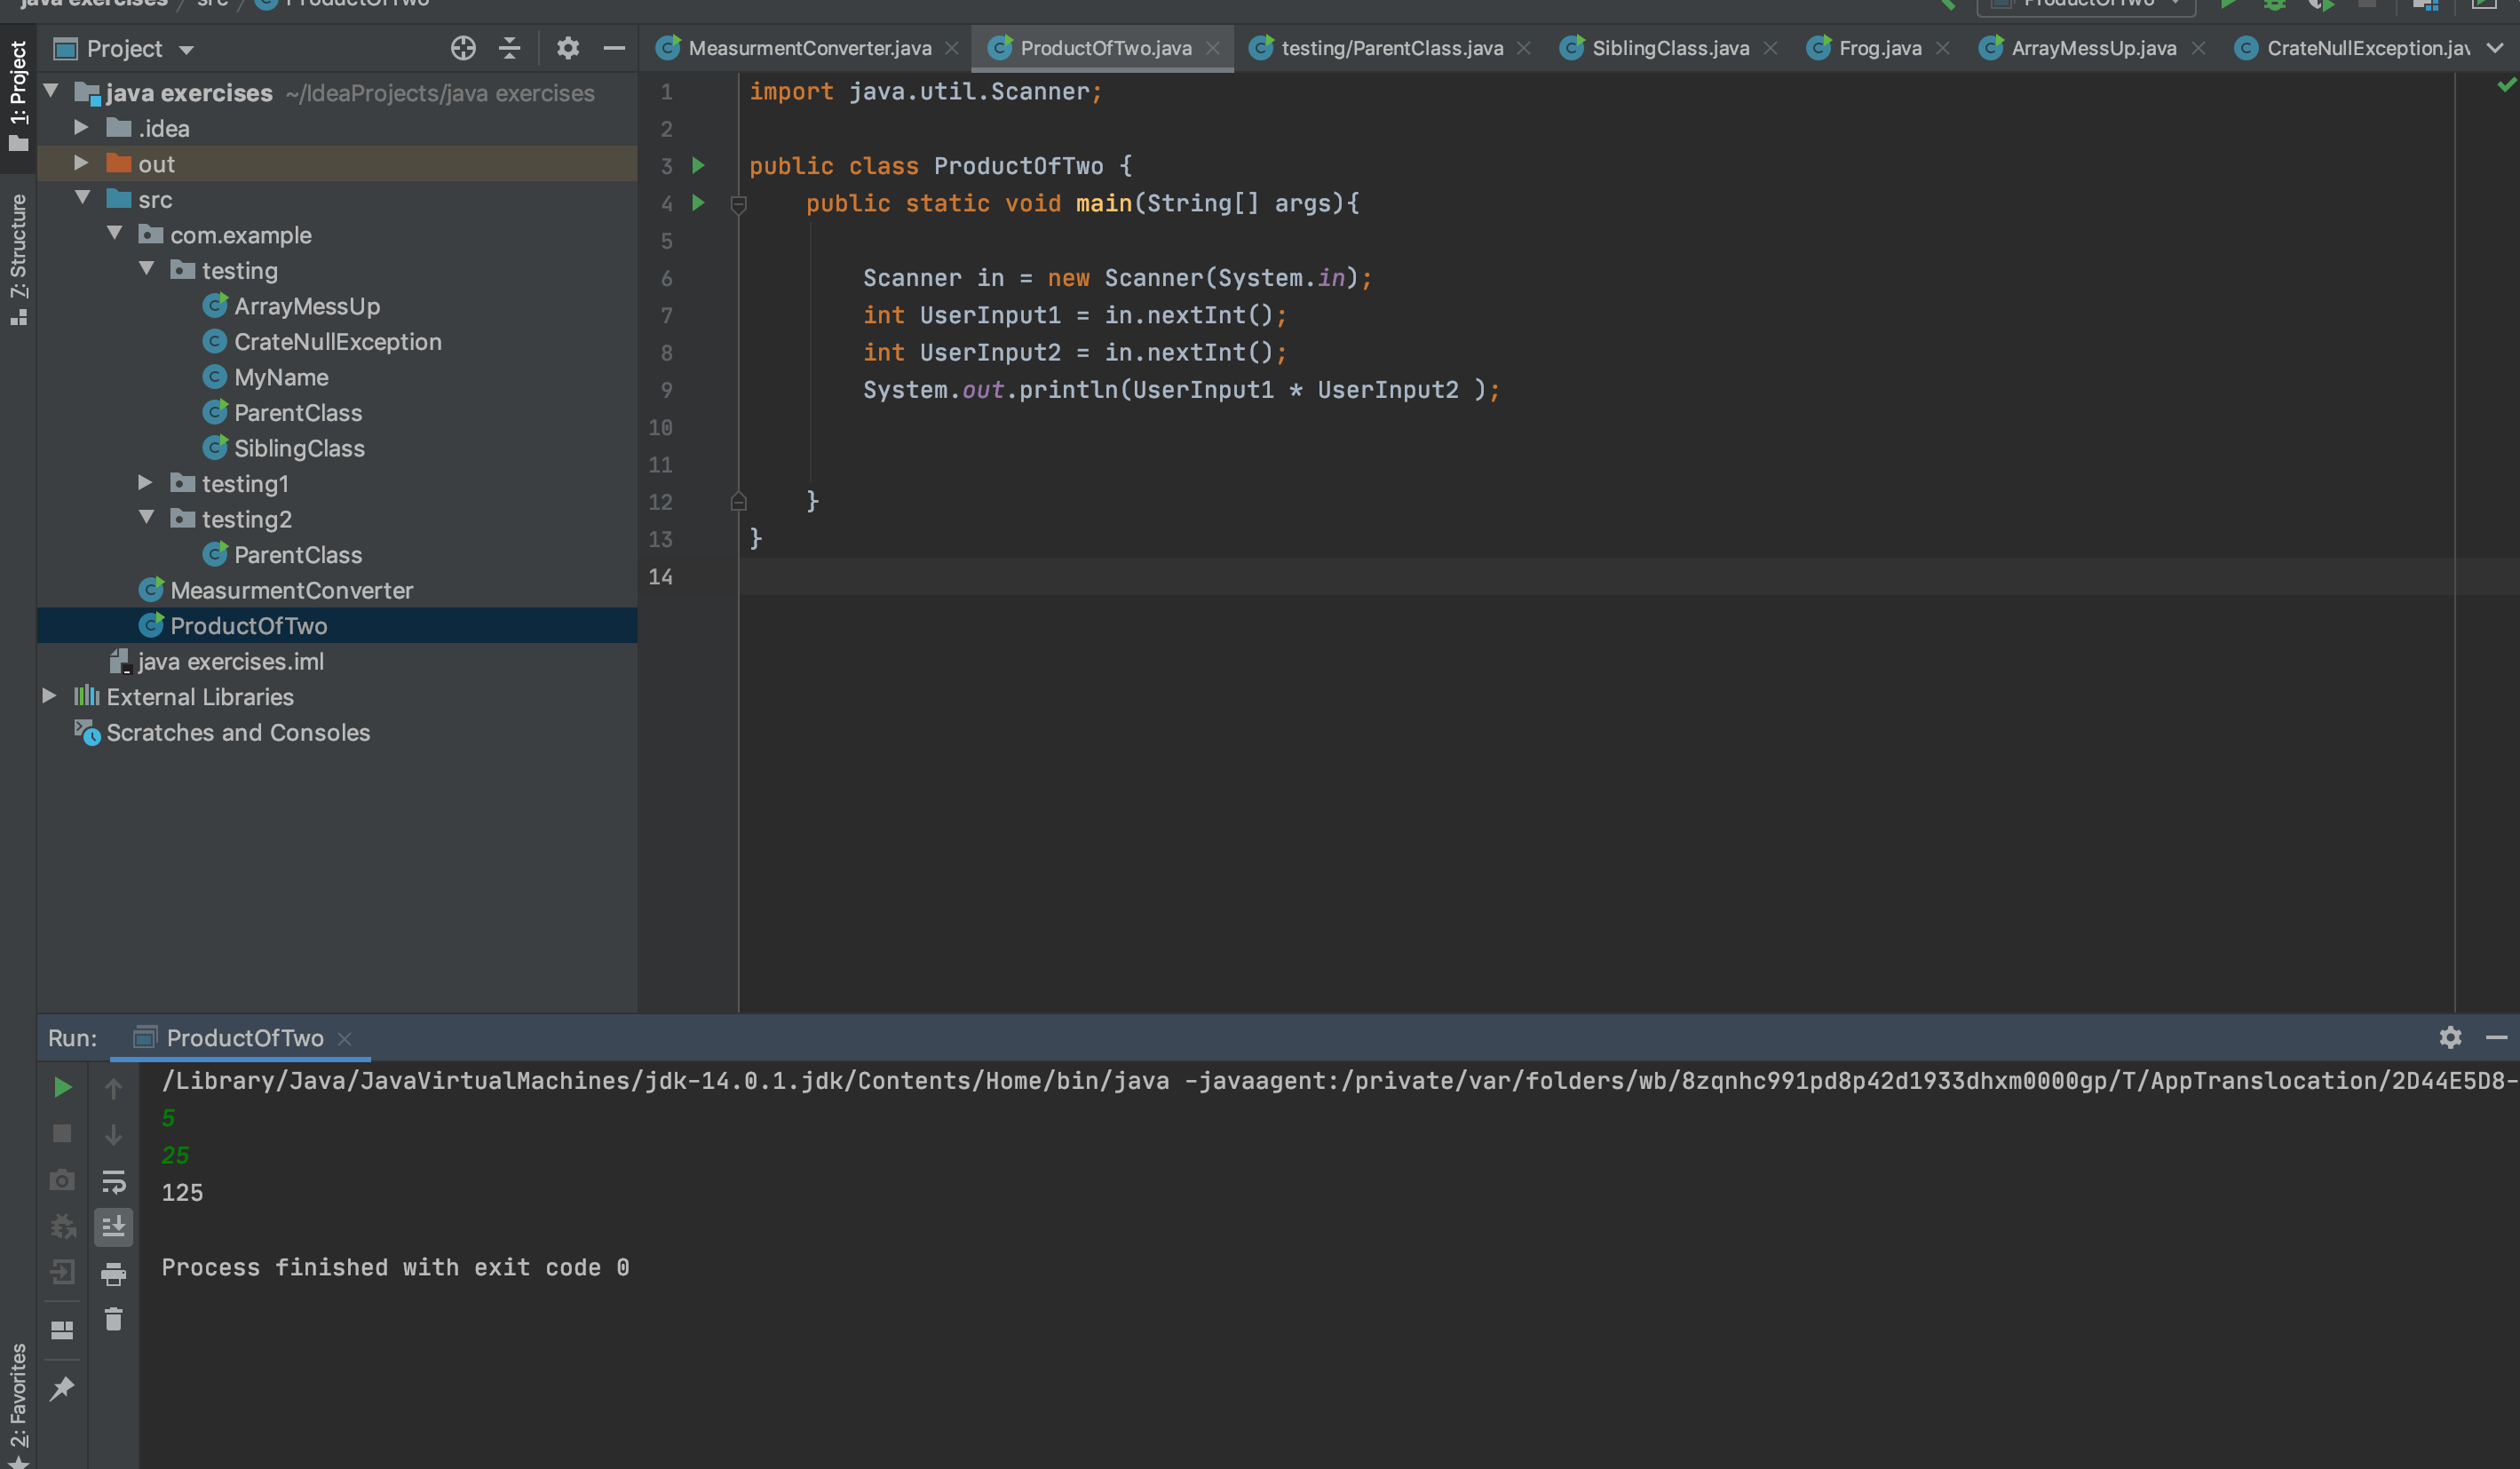 java exercises / src / ProductOfTwo
ProductOfTwo
1: Project
7: Structure
2: Favorites
Project
java exercises ~/IdeaProjects/java exercises
.idea
out
src
com.example
testing
ArrayMessUp
CrateNullException
MyName
ParentClass
SiblingClass
testing1
testing2
ParentClass
MeasurmentConverter
ProductOfTwo
java exercises.iml
External Libraries
Scratches and Consoles
MeasurmentConverter.java ProductOfTwo.java testing/ParentClass.java SiblingClass.java Frog.java ArrayMessUp.java CrateNullException.jav
1 import java.util.Scanner;
2
3 public class ProductOfTwo {
4 public static void main(String[] args){
5
6 Scanner in = new Scanner(System.in);
7 int UserInput1 = in.nextInt();
8 int UserInput2 = in.nextInt();
9 System.out.println(UserInput1 * UserInput2 );
10
11
12 }
13 }
14
Run: ProductOfTwo
/Library/Java/JavaVirtualMachines/jdk-14.0.1.jdk/Contents/Home/bin/java -javaagent:/private/var/folders/wb/8zqnhc991pd8p42d1933dhxm0000gp/T/AppTranslocation/2D44E5D8-
5
25
125
Process finished with exit code 0